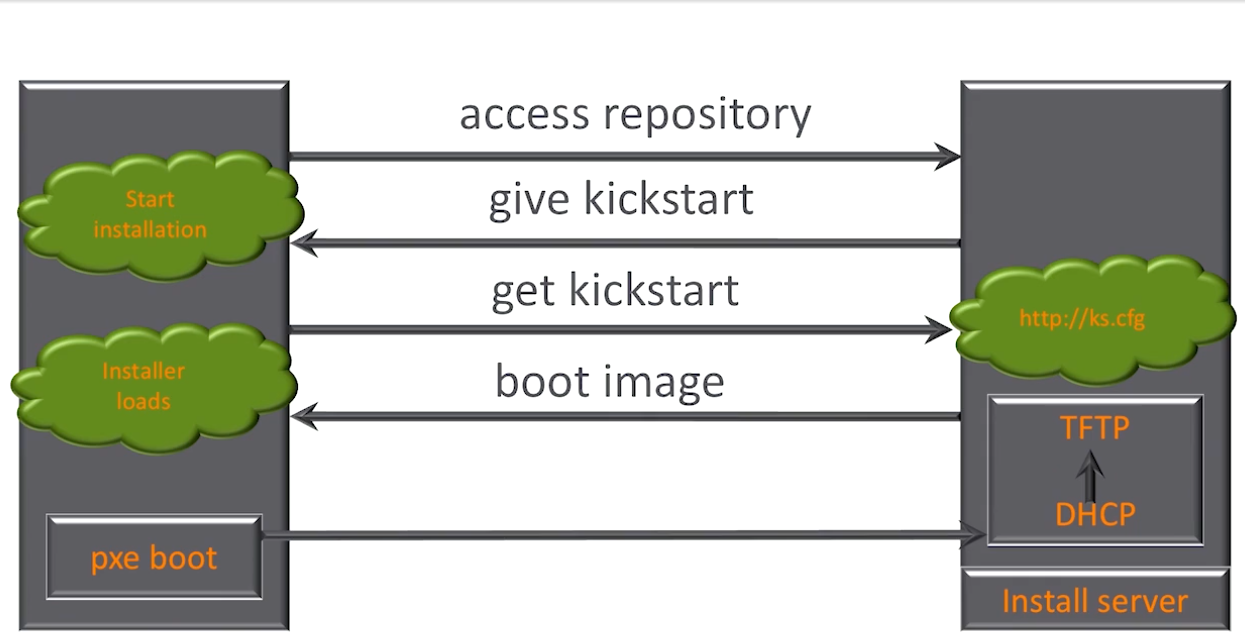 access repository
Start
installation
give kickstart
get kickstart
http://ks.cfg
Installer
loads
boot image
TFTP
DHCP
pxe boot
Install server